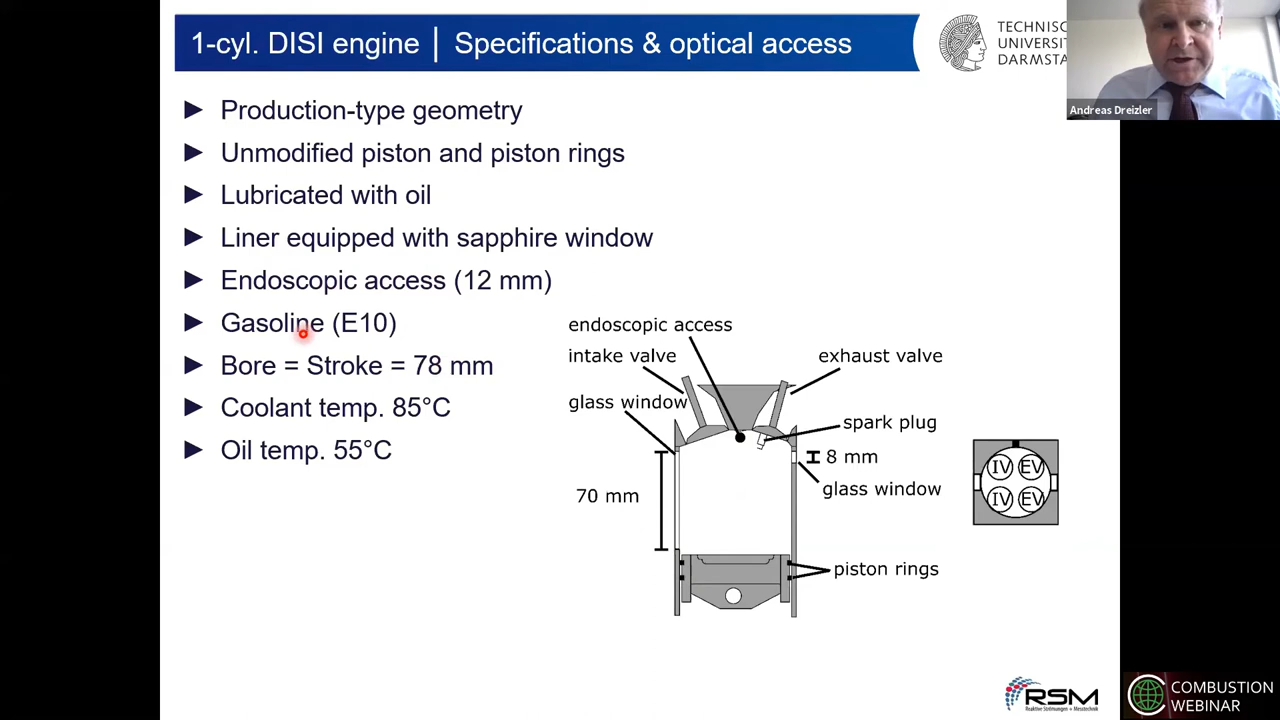 1-cyl. DISI engine | Specifications & optical access
TECHNISC
UNIVERSI
DARMSTA
Andreas Dreizler
► Production-type geometry
► Unmodified piston and piston rings
► Lubricated with oil
► Liner equipped with sapphire window
► Endoscopic access (12 mm)
► Gasoline (E10)
► Bore = Stroke = 78 mm
► Coolant temp. 85°C
► Oil temp. 55°C
endoscopic access
intake valve
exhaust valve
glass window
spark plug
8 mm
glass window
70 mm
piston rings
IV EV
IV EV
RSM
Reaktive Strömungen + Messtechnik
COMBUSTION
WEBINAR